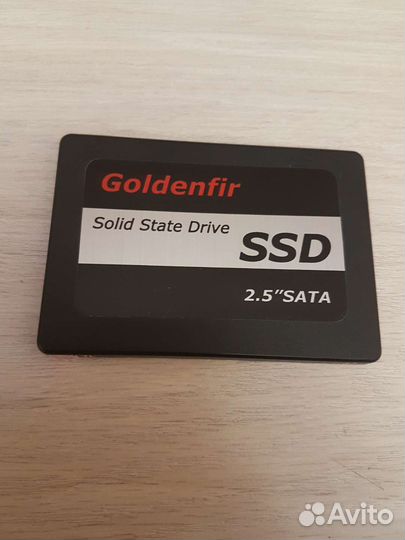 Goldenfir
Solid State Drive
SSD
2.5"SATA
Avito